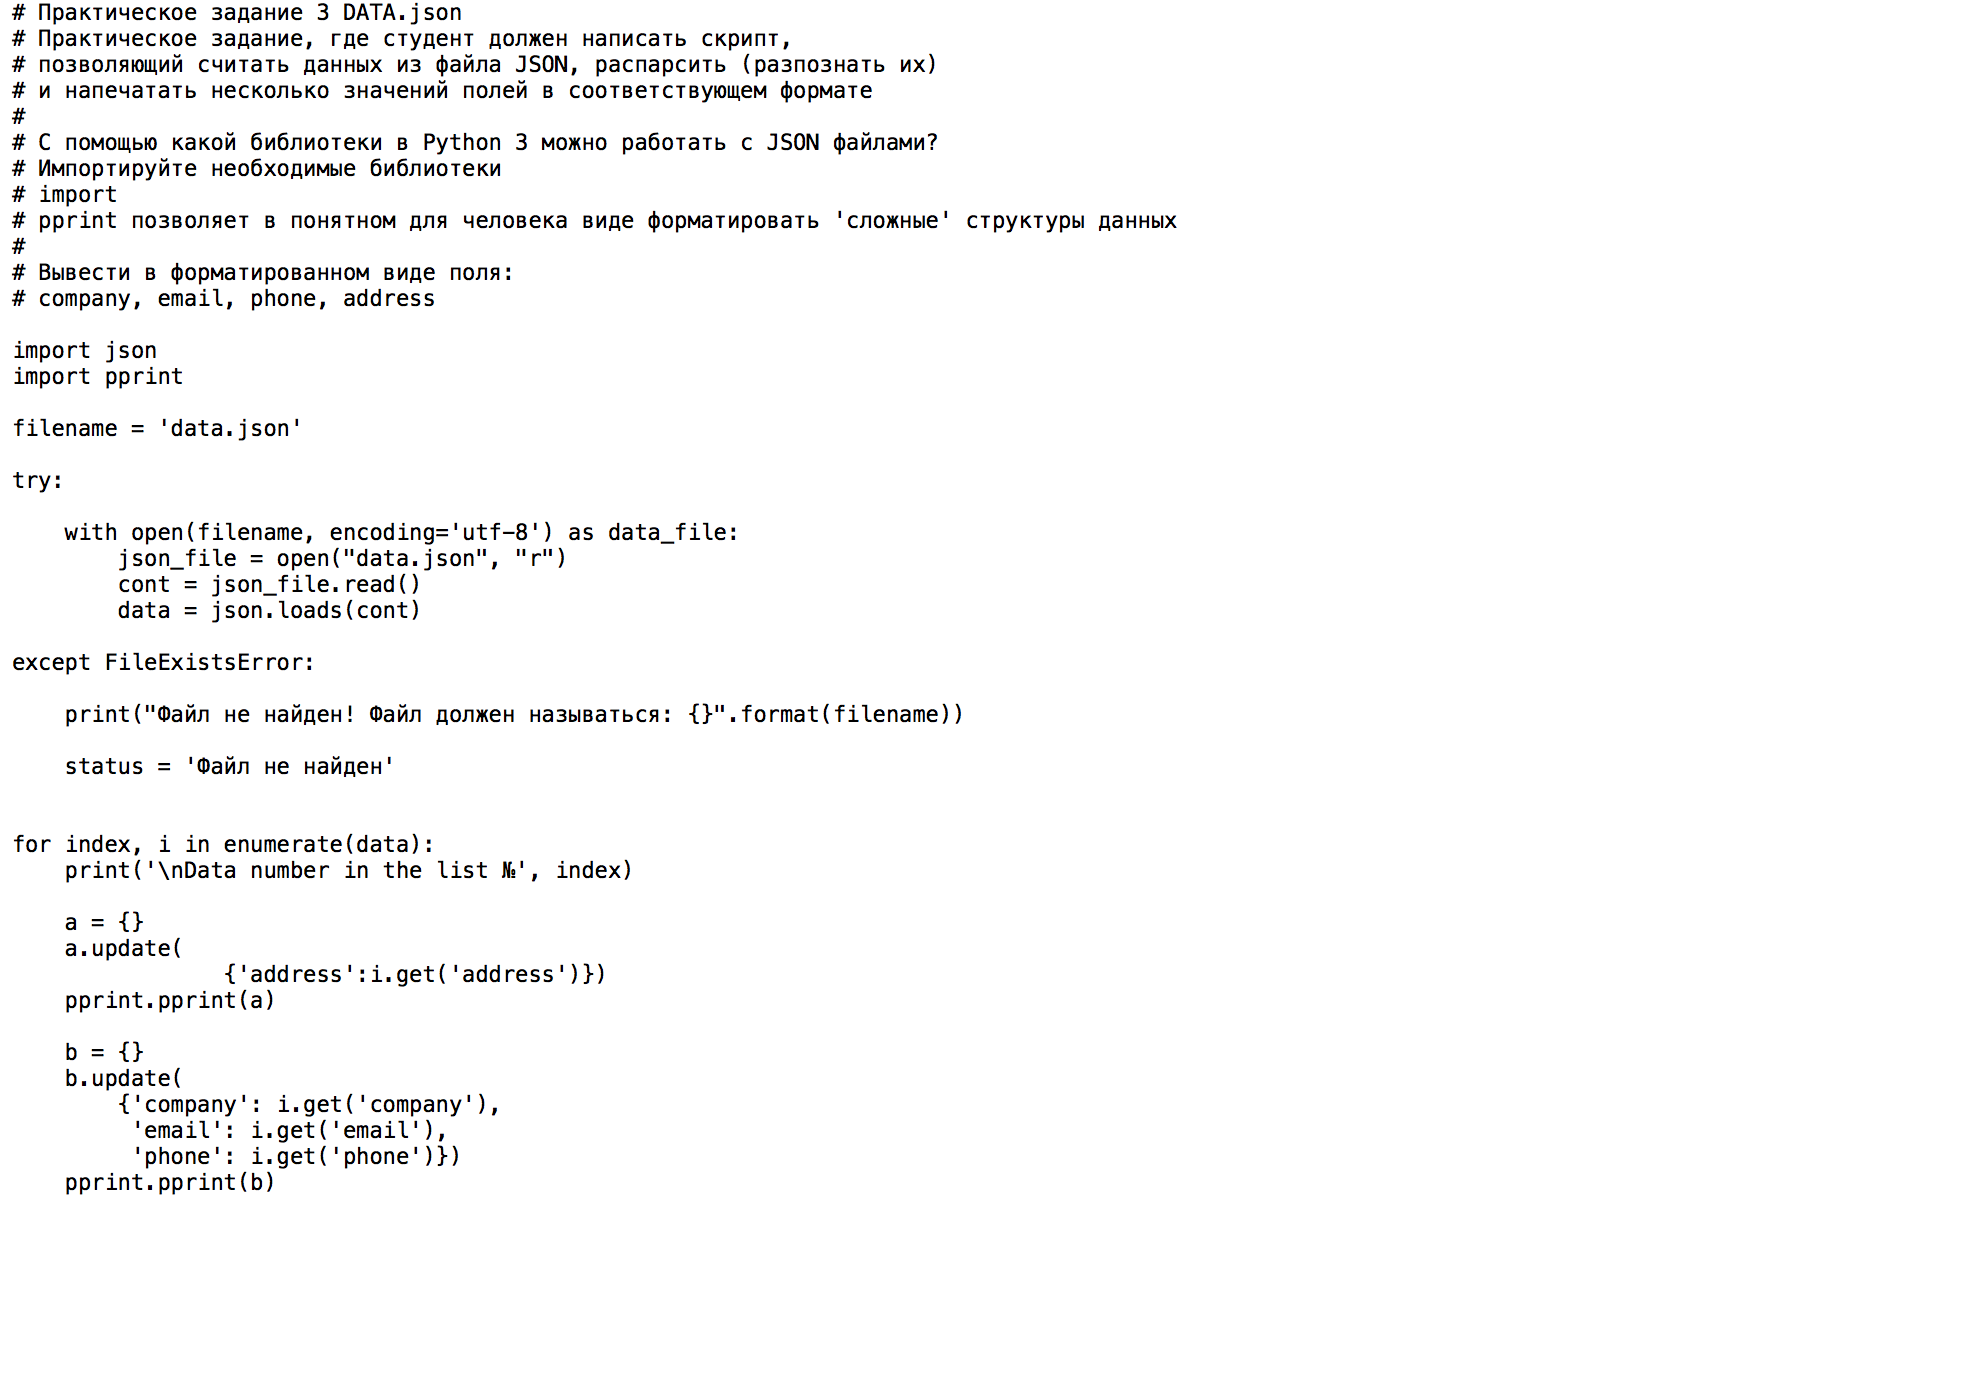 # Практическое задание 3 DATA.json
# Практическое задание, где студент должен написать скрипт,
# позволяющий считать данных из файла JSON, распарсить (разпознать их)
# и напечатать несколько значений полей в соответствующем формате
#
# С помощью какой библиотеки в Python 3 можно работать с JSON файлами?
# Импортируйте необходимые библиотеки
# import
# pprint позволяет в понятном для человека виде форматировать 'сложные' структуры данных
#
# Вывести в форматированном виде поля:
# company, email, phone, address

import json
import pprint

filename = 'data.json'

try:

    with open(filename, encoding='utf-8') as data_file:
        json_file = open("data.json", "r")
        cont = json_file.read()
        data = json.loads(cont)

except FileExistsError:

    print("Файл не найден! Файл должен называться: {}".format(filename))

    status = 'Файл не найден'


for index, i in enumerate(data):
    print('\nData number in the list №', index)

    a = {}
    a.update(
                {'address':i.get('address')})
    pprint.pprint(a)

    b = {}
    b.update(
        {'company': i.get('company'),
         'email': i.get('email'),
         'phone': i.get('phone')})
    pprint.pprint(b)